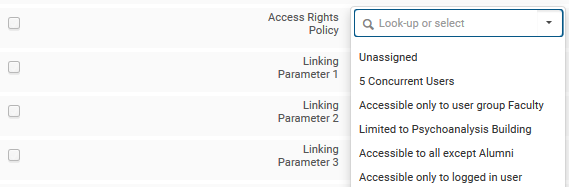 Access Rights
Policy
Look-up or select
Unassigned
Linking
Parameter 1
5 Concurrent Users
Accessible only to user group Faculty
Linking
Parameter 2
Limited to Psychoanalysis Building
Accessible to all except Alumni
Linking
Parameter 3
Accessible only to logged in user